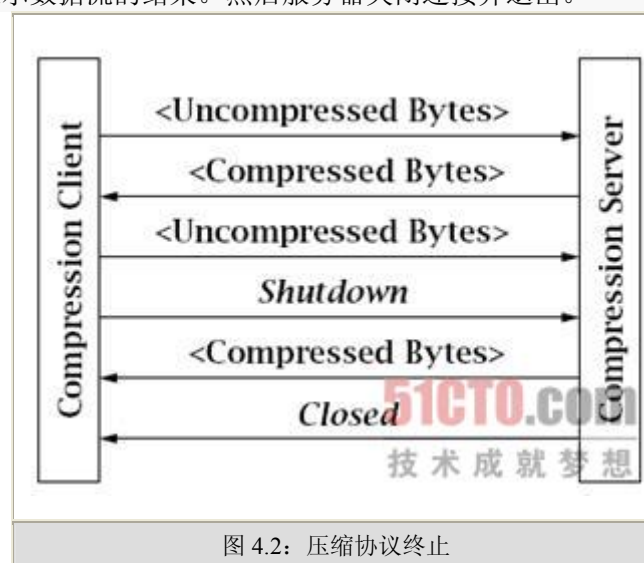 示数据流的结果。然后服务器关闭连接并退出。
Compression Client
Compression Server
<Uncompressed Bytes>
<Compressed Bytes>
<Uncompressed Bytes>
Shutdown
<Compressed Bytes>
Closed
51CTO.com
技术成就梦想
图 4.2：压缩协议终止